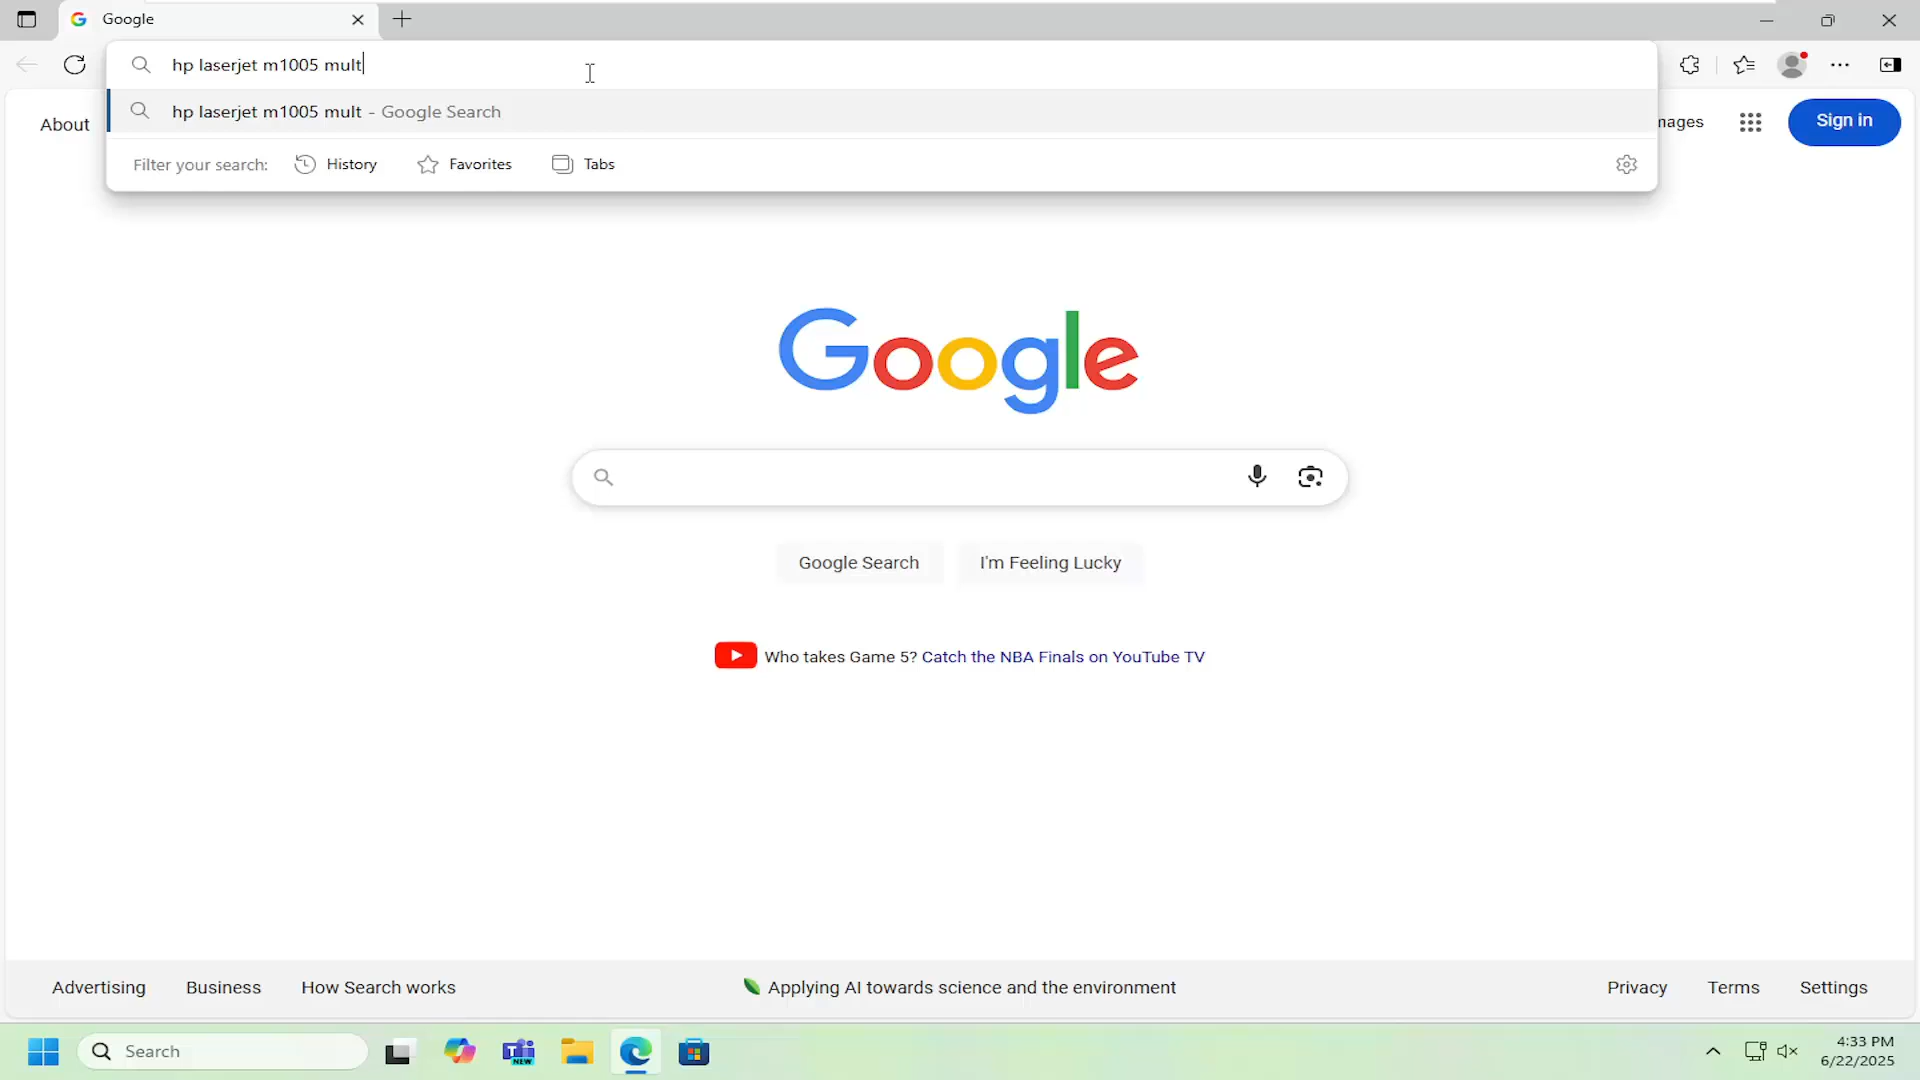 Google
hp laserjet m1005 mult
hp laserjet m1005 mult - Google Search
Filter your search: History Favorites Tabs
About
mages
Sign in
Google
Google Search
I'm Feeling Lucky
Who takes Game 5? Catch the NBA Finals on YouTube TV
Advertising Business How Search works
Applying AI towards science and the environment
Privacy Terms Settings
Search
NEW
4:33 PM
6/22/2025